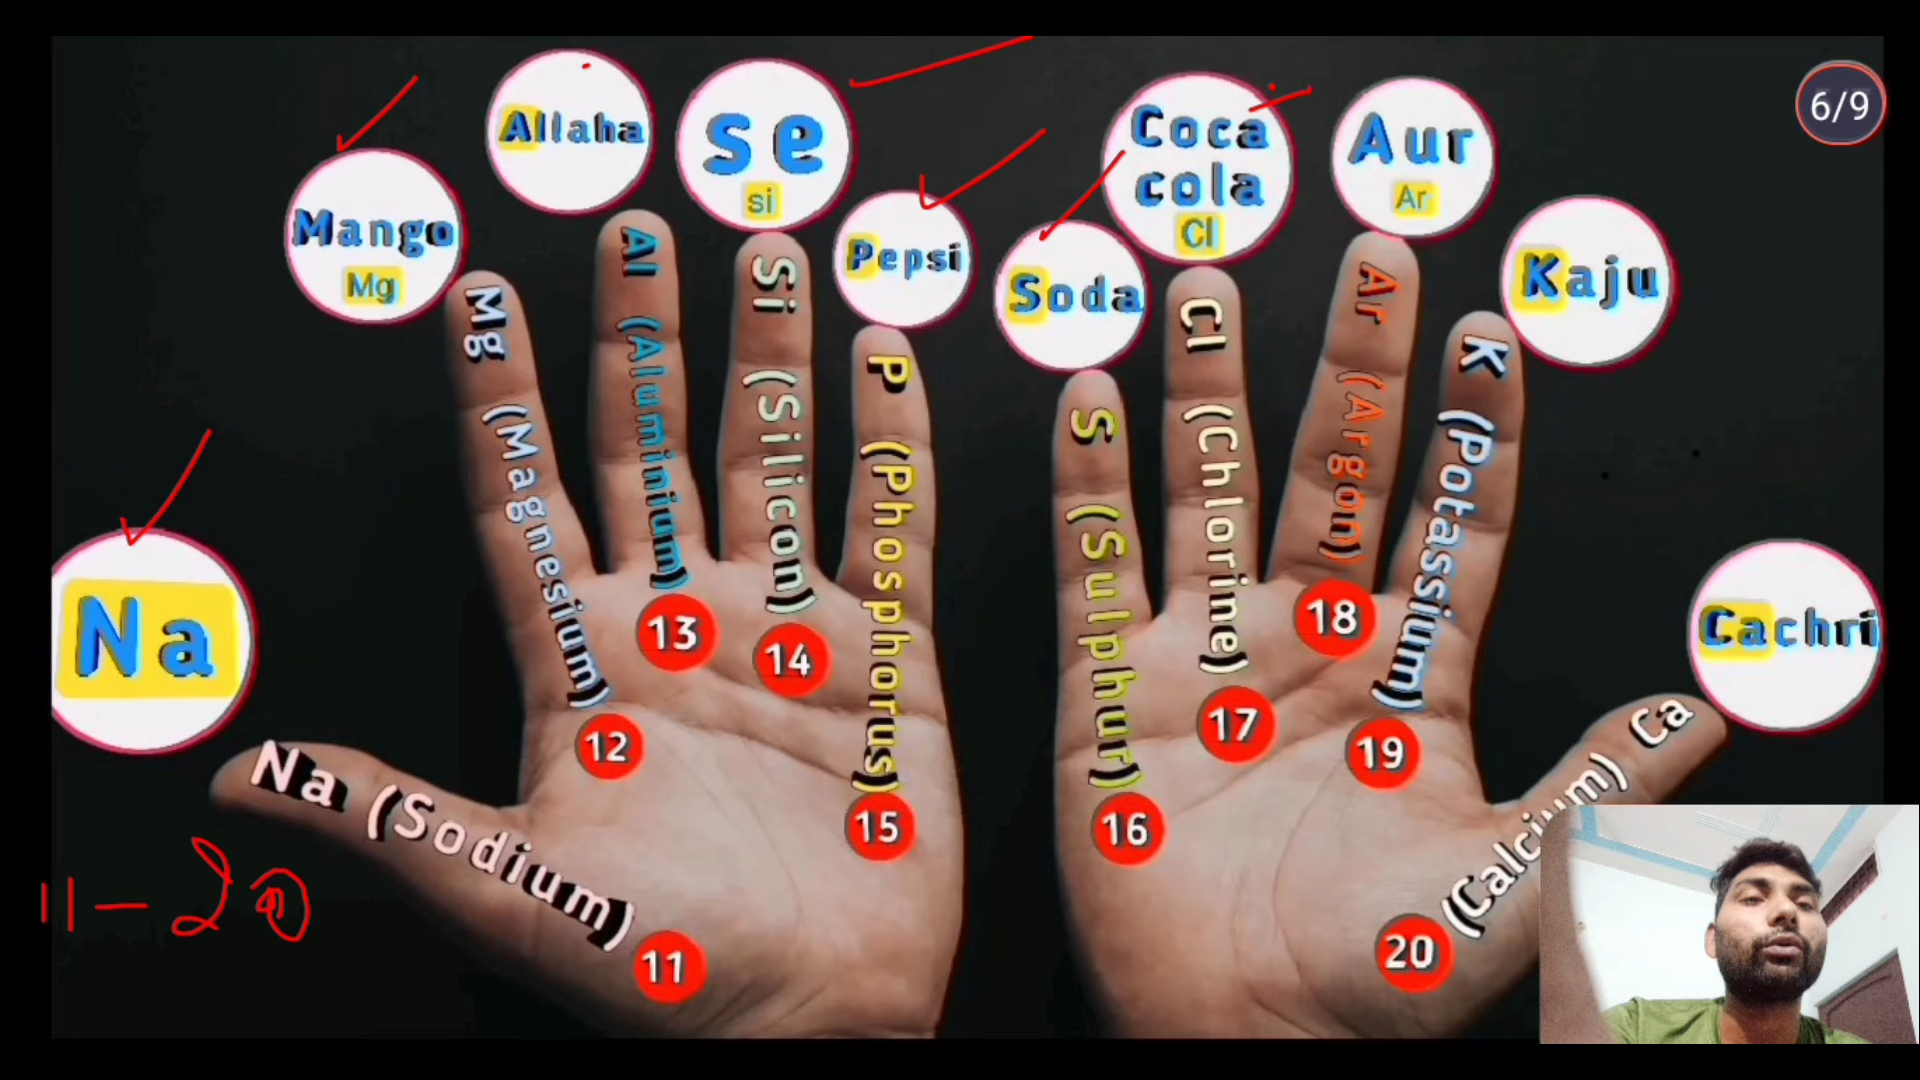 6/9
Allaha
se
si
Coca
cola
Cl
Aur
Ar
Mango
Mg
Pepsi
Soda
Kaju
Na
Cachri
Mg (Magnesium)
Al (Aluminium)
Si (Silicon)
P (Phosphorus)
S (Sulphur)
Cl (Chlorine)
Ar (Argon)
K (Potassium)
Na (Sodium)
(Calcium) Ca
11
12
13
14
15
16
17
18
19
20
11-20